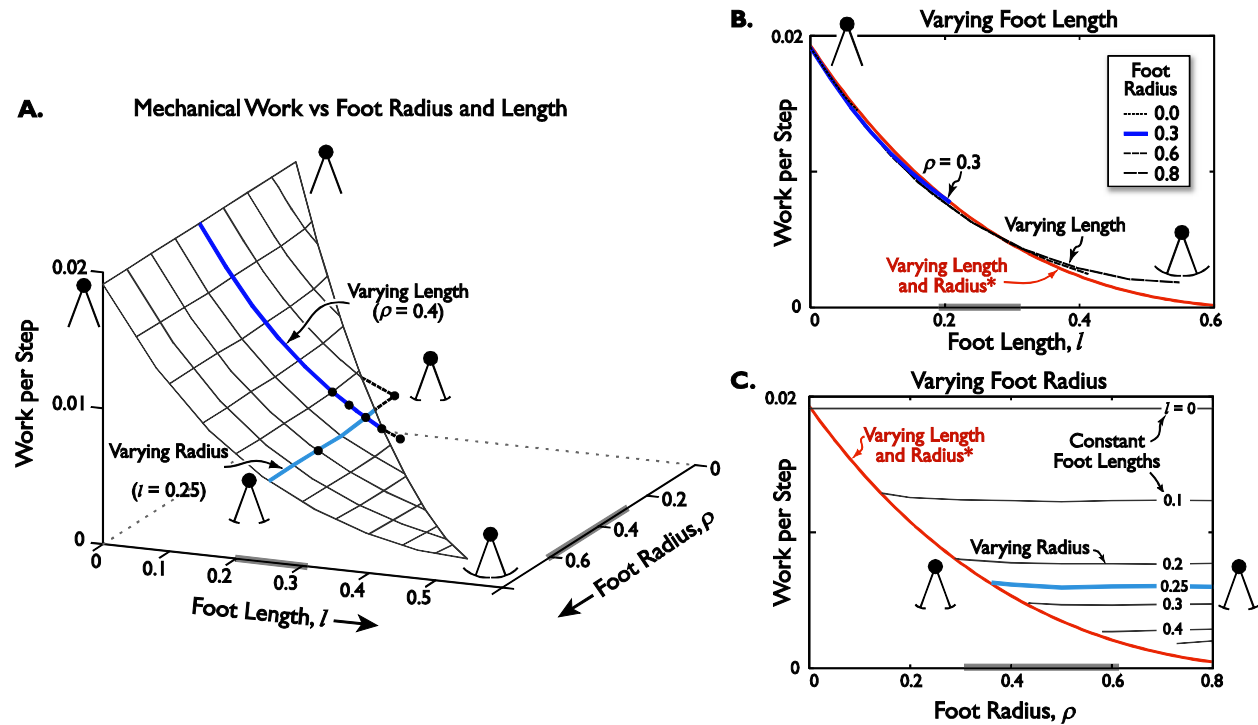 A.
Mechanical Work vs Foot Radius and Length
Work per Step
0.02
0.01
0
Varying Length
(ρ = 0.4)
Varying Radius
(l = 0.25)
0
0.1
0.2
0.3
0.4
0.5
Foot Length, l
0
0.2
0.4
0.6
Foot Radius, ρ
B.
Varying Foot Length
Work per Step
0.02
0
Foot
Radius
0.0
0.3
0.6
0.8
ρ = 0.3
Varying Length
Varying Length
and Radius*
0
0.2
0.4
0.6
Foot Length, l
C.
Varying Foot Radius
Work per Step
0.02
0
Varying Length
and Radius*
l = 0
Constant
Foot Lengths
0.1
Varying Radius
0.2
0.25
0.3
0.4
0
0.2
0.4
0.6
0.8
Foot Radius, ρ